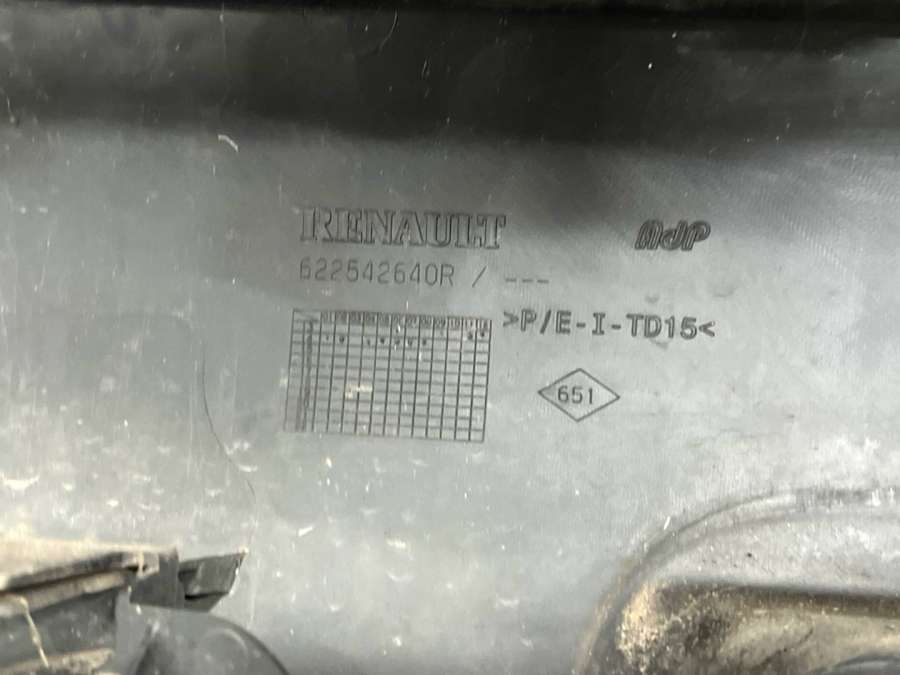 RENAULT
AdP
622542640R / ---
>P/E-I-TD15<
651